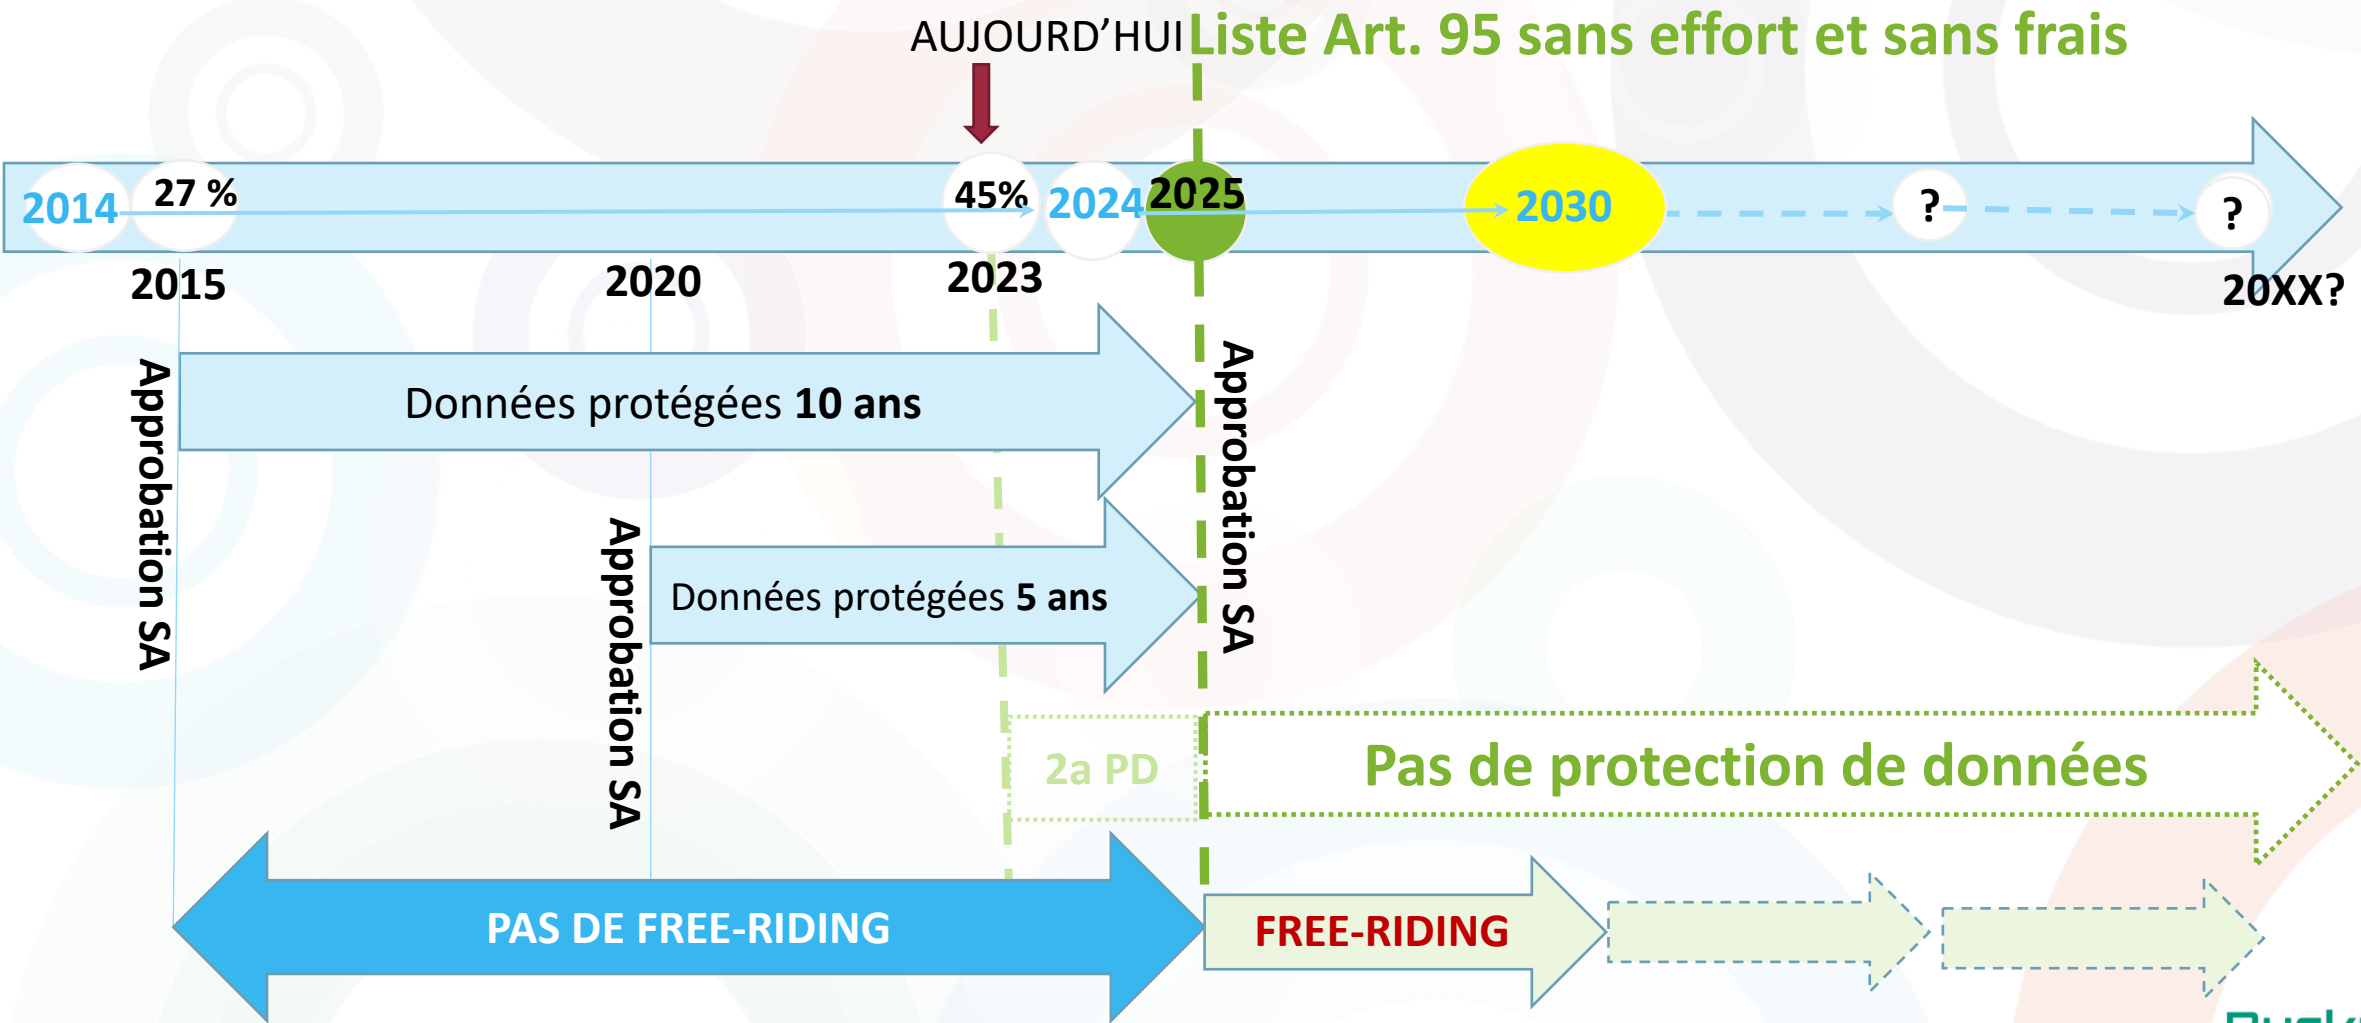 AUJOURD’HUI
Liste Art. 95 sans effort et sans frais
2014
27 %
45%
2024
2025
2030
?
?
2015
2020
2023
20XX?
Approbation SA
Données protégées 10 ans
Approbation SA
Approbation SA
Données protégées 5 ans
2a PD
Pas de protection de données
PAS DE FREE-RIDING
FREE-RIDING